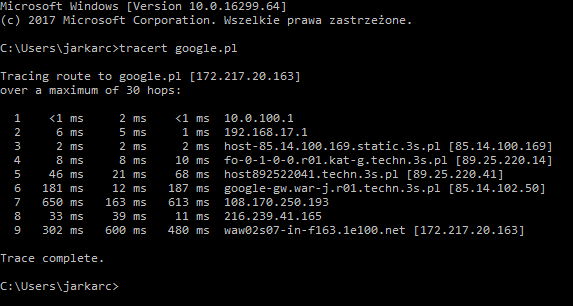 Microsoft Windows [Version 10.0.16299.64]
(c) 2017 Microsoft Corporation. Wszelkie prawa zastrzeżone.
C:\Users\jarkarc>tracert google.pl
Tracing route to google.pl [172.217.20.163]
over a maximum of 30 hops:
1 <1 ms 2 ms <1 ms 10.0.100.1
2 6 ms 5 ms 1 ms 192.168.17.1
3 2 ms 2 ms 2 ms host-85.14.100.169.static.3s.pl [85.14.100.169]
4 8 ms 8 ms 10 ms fo-0-1-0-0.r01.kat-g.techn.3s.pl [89.25.220.14]
5 46 ms 21 ms 68 ms host892522041.techn.3s.pl [89.25.220.41]
6 181 ms 12 ms 187 ms google-gw.war-j.r01.techn.3s.pl [85.14.102.50]
7 650 ms 163 ms 613 ms 108.170.250.193
8 33 ms 39 ms 11 ms 216.239.41.165
9 302 ms 600 ms 480 ms waw02s07-in-f163.1e100.net [172.217.20.163]
Trace complete.
C:\Users\jarkarc>